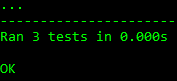 ...
----------------------
Ran 3 tests in 0.000s
OK